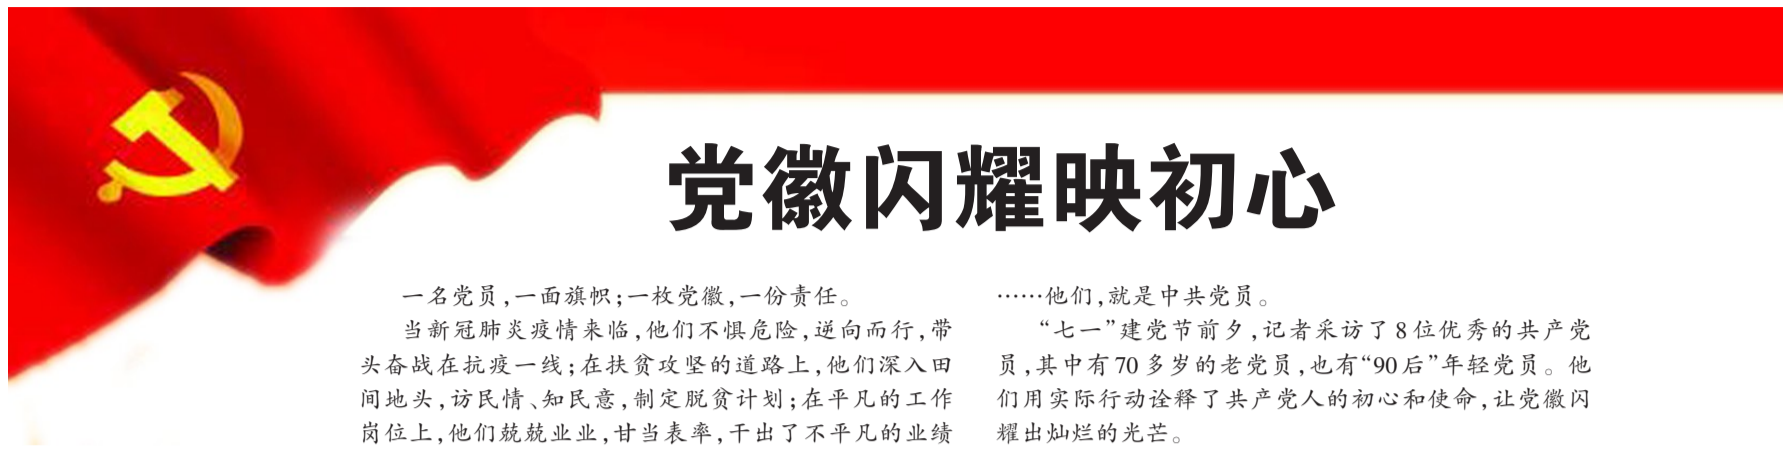 党徽闪耀映初心
一名党员,一面旗帜;一枚党徽,一份责任。
当新冠肺炎疫情来临,他们不惧危险,逆向而行,带
头奋战在抗疫一线;在扶贫攻坚的道路上,他们深入田
间地头,访民情、知民意,制定脱贫计划;在平凡的工作
岗位上,他们兢兢业业,甘当表率,干出了不平凡的业绩
……他们,就是中共党员。
“七一”建党节前夕,记者采访了8位优秀的共产党
员,其中有70多岁的老党员,也有“90后”年轻党员。他
们用实际行动诠释了共产党人的初心和使命,让党徽闪
耀出灿烂的光芒。